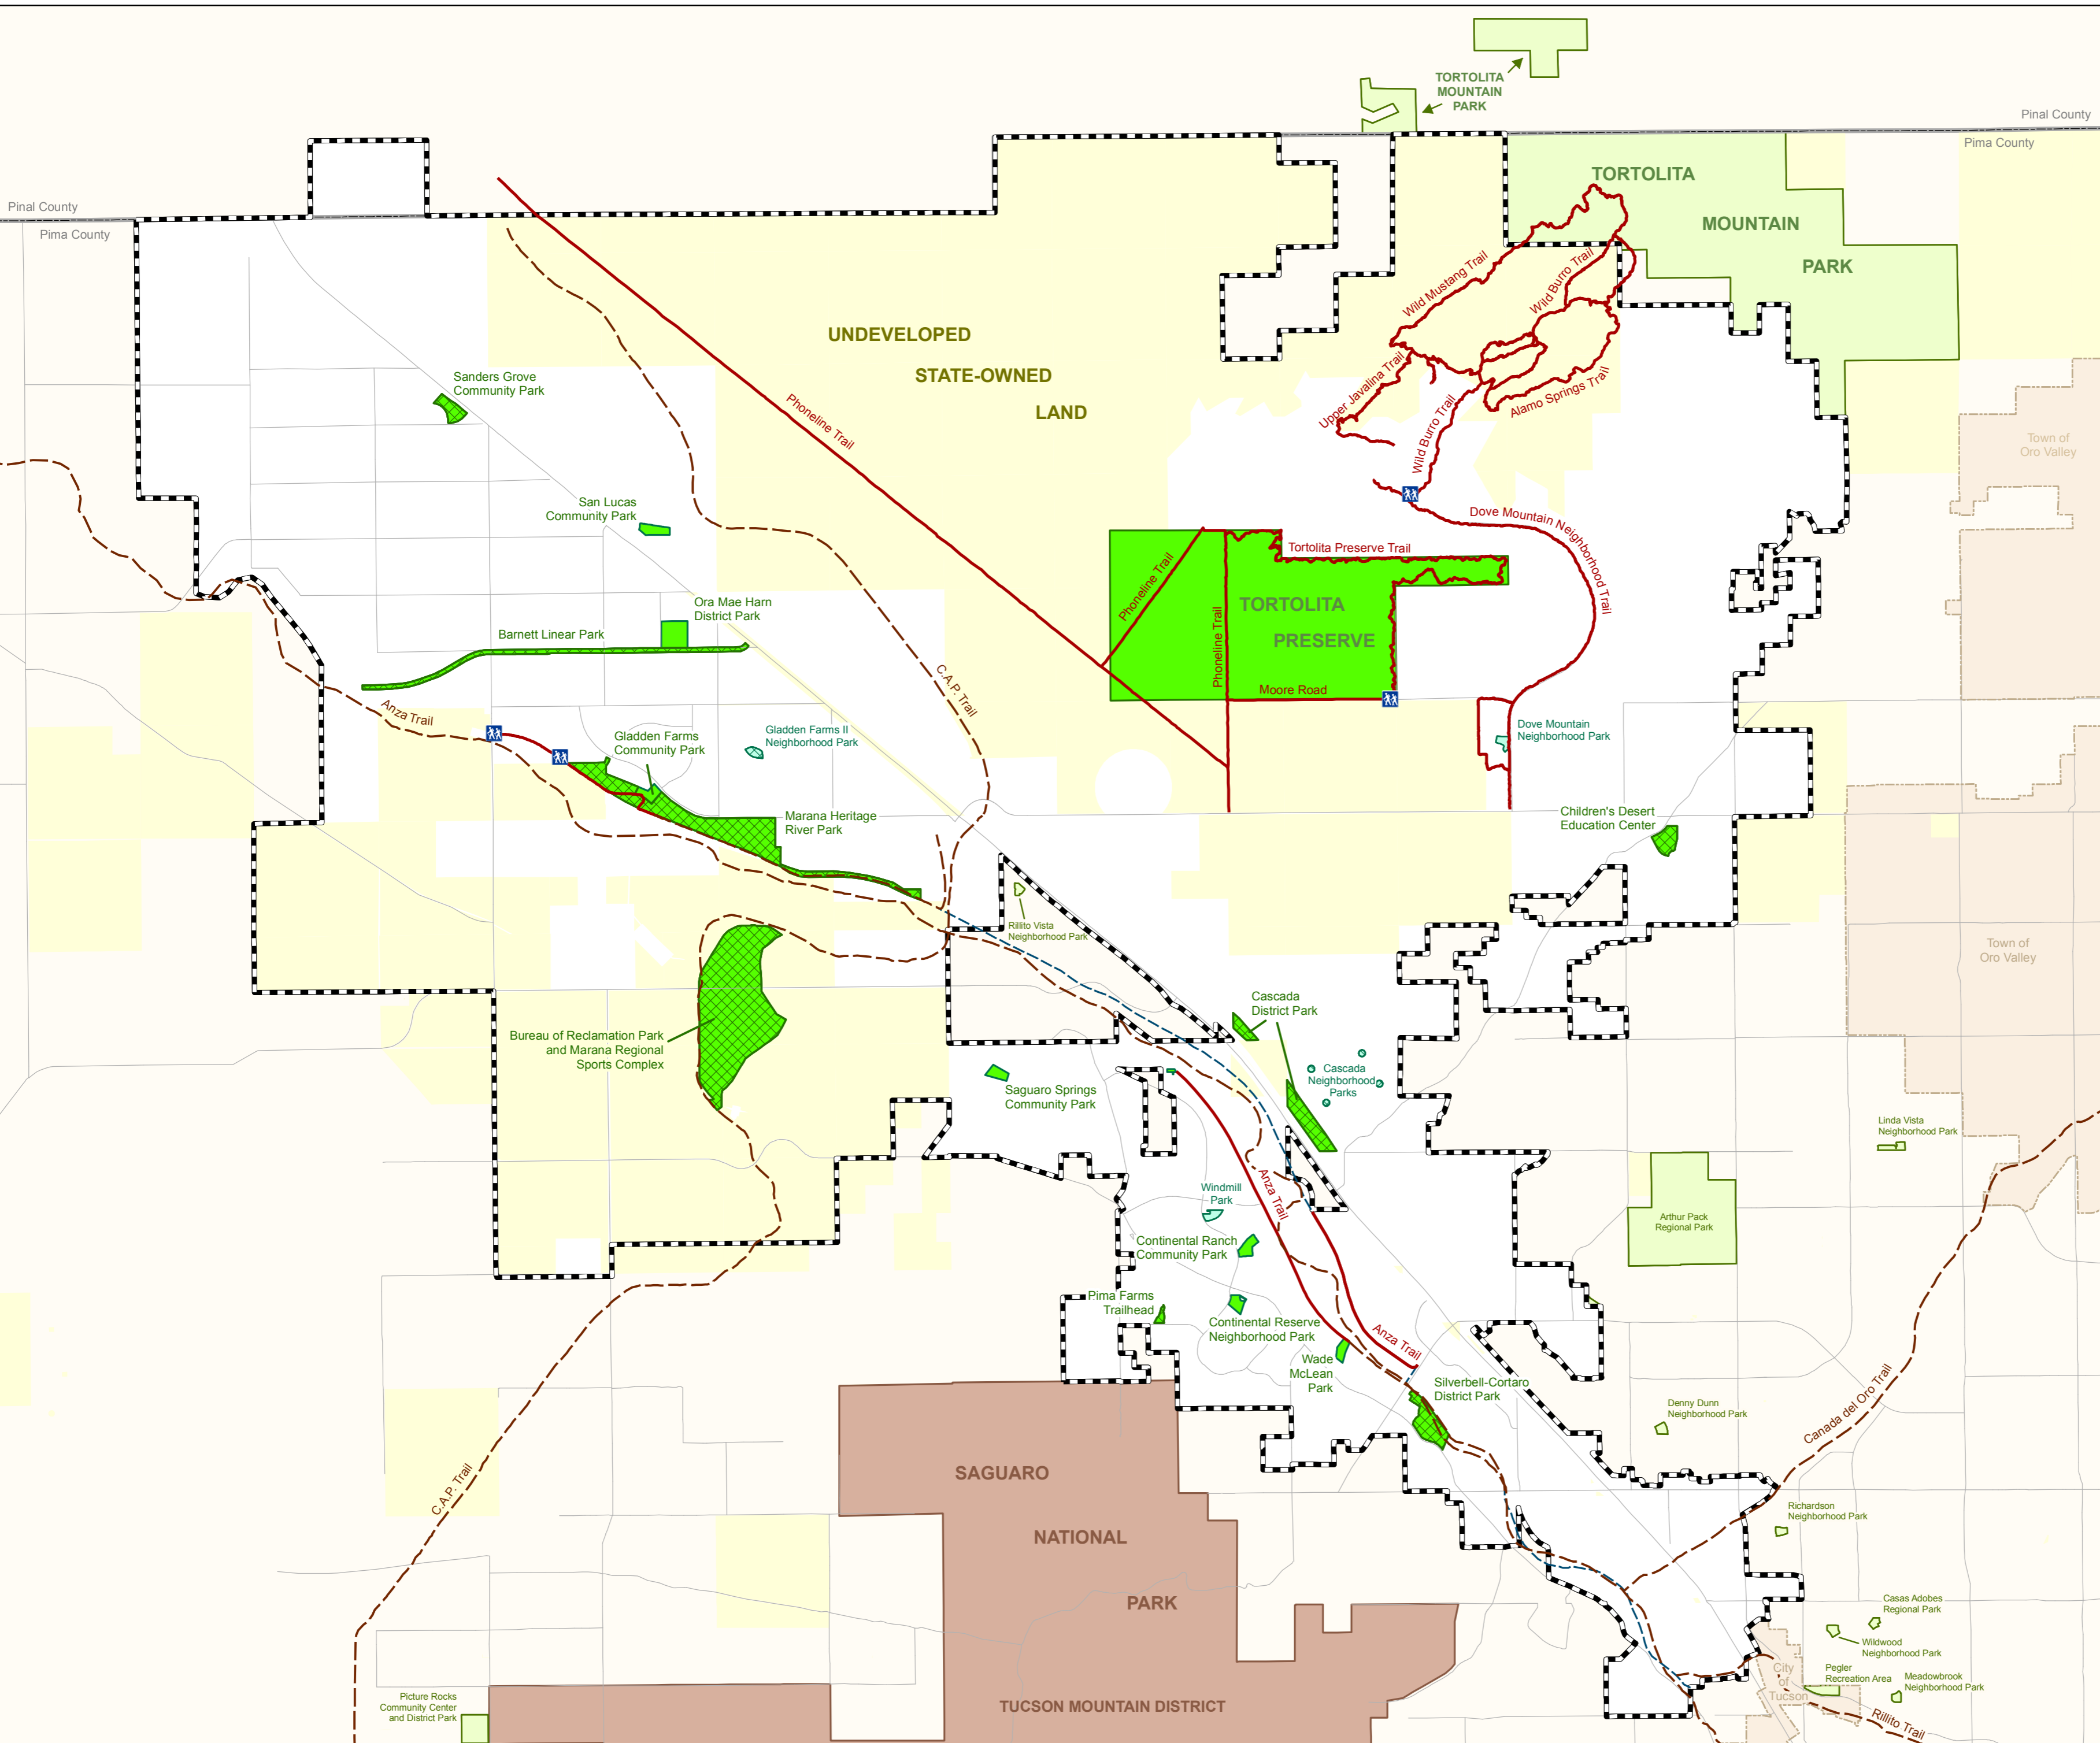 TORTOLITA
MOUNTAIN
PARK
Pinal County
Pima County
Pinal County
Pima County
TORTOLITA
MOUNTAIN
PARK
Wild Mustang Trail
Wild Burro Trail
UNDEVELOPED
STATE-OWNED
LAND
Upper Javalina Trail
Alamo Springs Trail
Wild Burro Trail
Sanders Grove
Community Park
Phoneline Trail
Town of
Oro Valley
San Lucas
Community Park
Dove Mountain Neighborhood Trail
Tortolita Preserve Trail
Phoneline Trail
Phoneline Trail
TORTOLITA
PRESERVE
Moore Road
Ora Mae Harn
District Park
Barnett Linear Park
C.A.P. Trail
Anza Trail
Gladden Farms
Community Park
Gladden Farms II
Neighborhood Park
Dove Mountain
Neighborhood Park
Marana Heritage
River Park
Children's Desert
Education Center
Rillito Vista
Neighborhood Park
Town of
Oro Valley
Cascada
District Park
Bureau of Reclamation Park
and Marana Regional
Sports Complex
Cascada
Neighborhood
Parks
Saguaro Springs
Community Park
Linda Vista
Neighborhood Park
Anza Trail
Windmill
Park
Arthur Pack
Regional Park
Continental Ranch
Community Park
Pima Farms
Trailhead
Continental Reserve
Neighborhood Park
Anza Trail
Wade
McLean
Park
Silverbell-Cortaro
District Park
Denny Dunn
Neighborhood Park
Canada del Oro Trail
C.A.P. Trail
SAGUARO
NATIONAL
PARK
TUCSON MOUNTAIN DISTRICT
Richardson
Neighborhood Park
Casas Adobes
Regional Park
Wildwood
Neighborhood Park
City
of
Tucson
Pegler
Recreation Area
Meadowbrook
Neighborhood Park
Rillito Trail
Picture Rocks
Community Center
and District Park